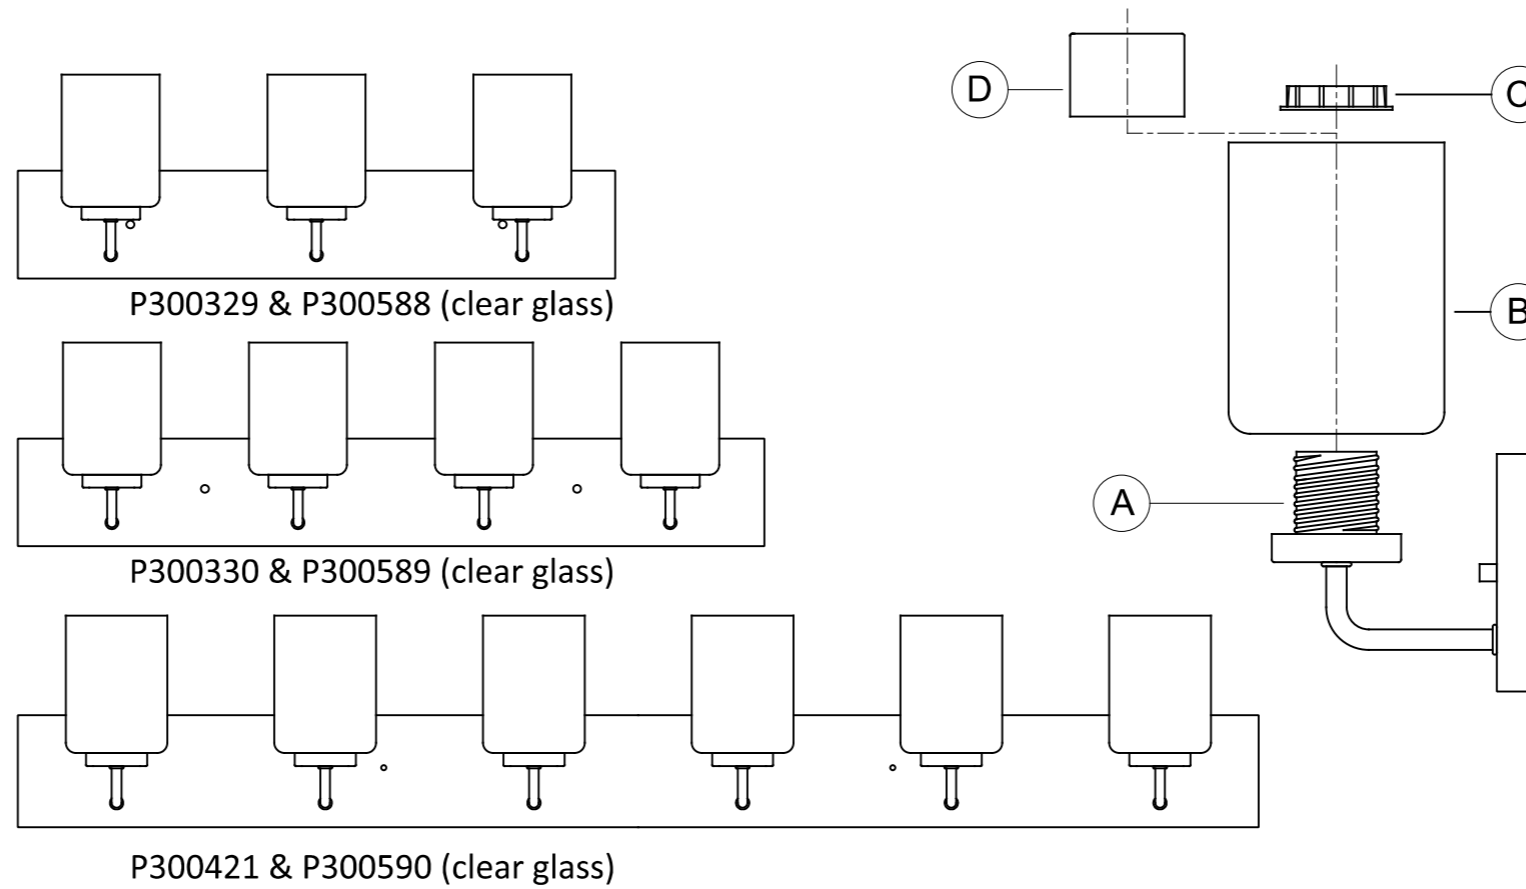 D
C
P300329 & P300588 (clear glass)
B
A
P300330 & P300589 (clear glass)
P300421 & P300590 (clear glass)